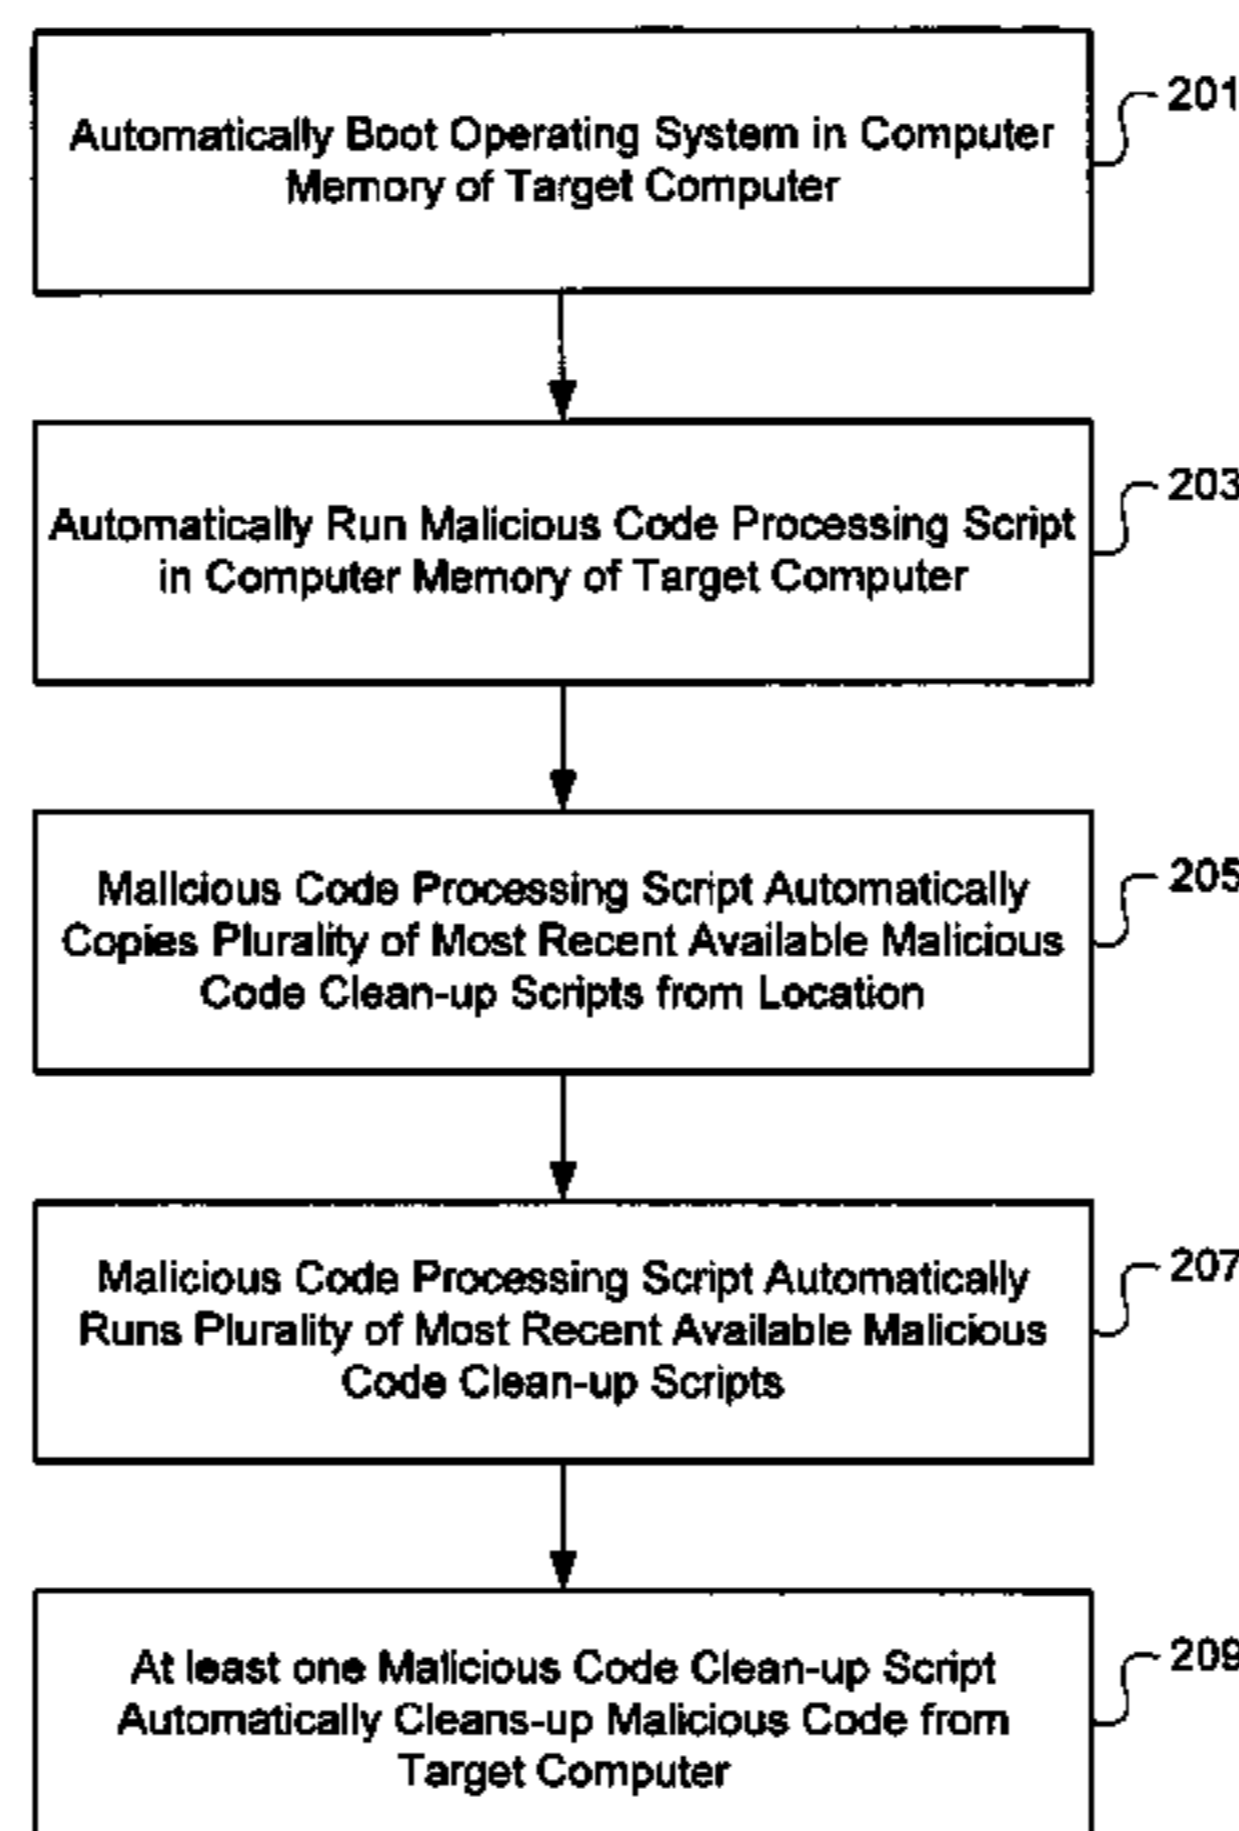 Automatically Boot Operating System in Computer
Memory of Target Computer
201
Automatically Run Malicious Code Processing Script
in Computer Memory of Target Computer
203
Malicious Code Processing Script Automatically
Copies Plurality of Most Recent Available Malicious
Code Clean-up Scripts from Location
205
Malicious Code Processing Script Automatically
Runs Plurality of Most Recent Available Malicious
Code Clean-up Scripts
207
At least one Malicious Code Clean-up Script
Automatically Cleans-up Malicious Code from
Target Computer
209